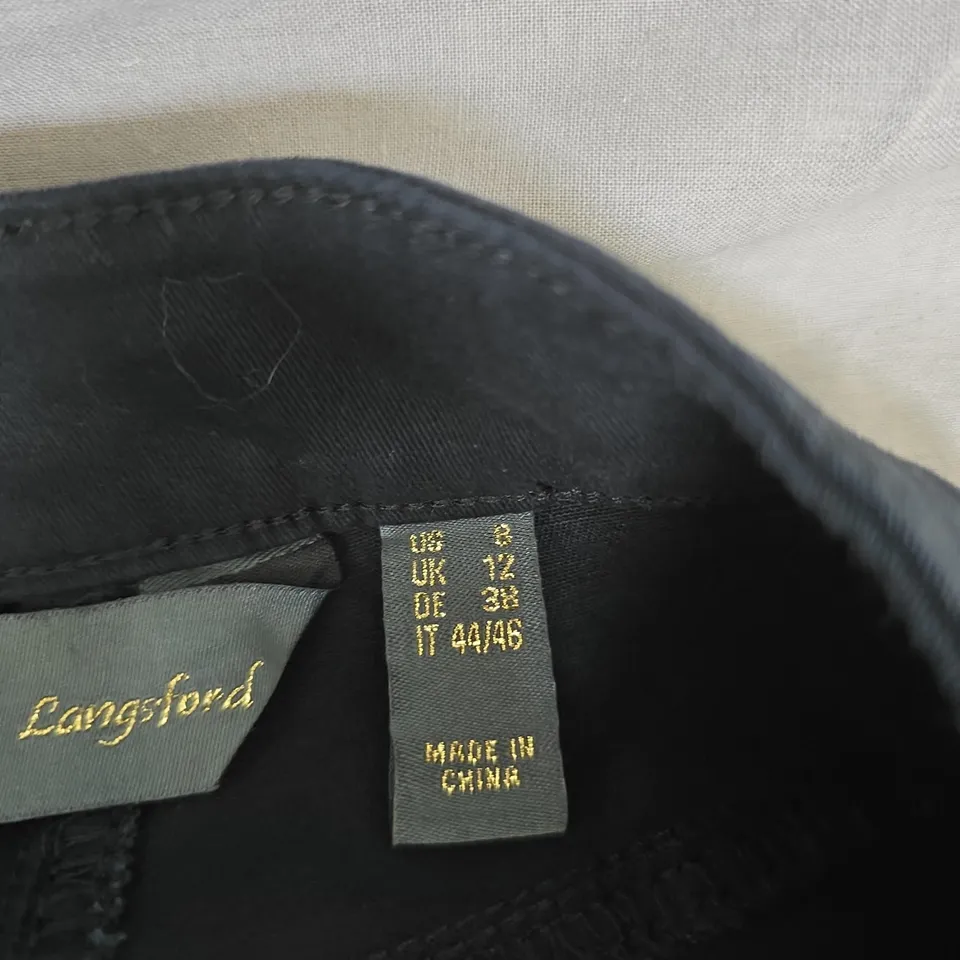 US 8
UK 12
DE 38
IT 44/46
Langsford
MADE IN
CHINA